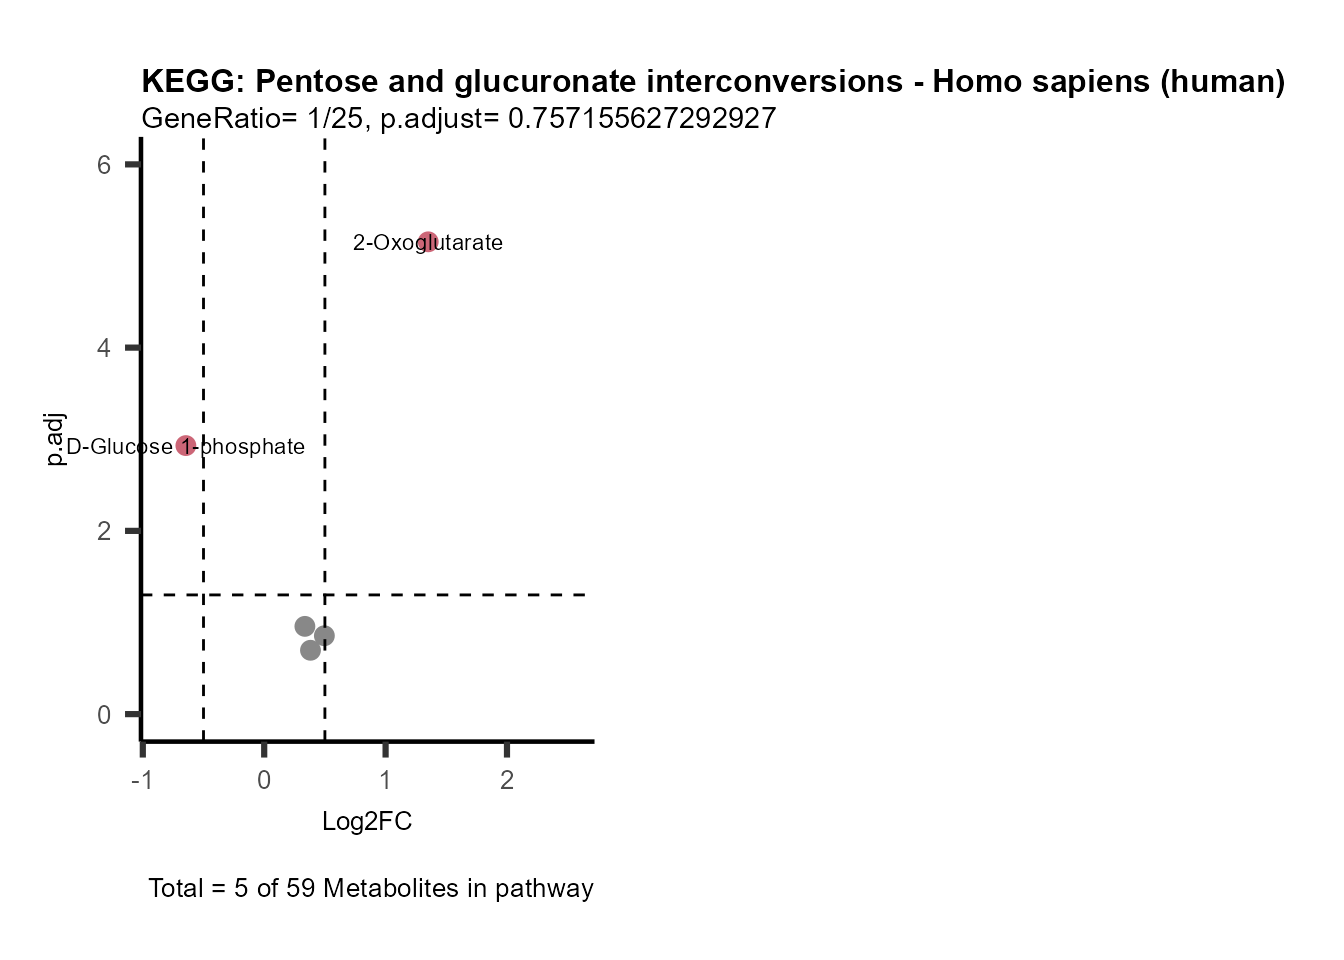 KEGG: Pentose and glucuronate interconversions - Homo sapiens (human)
GeneRatio= 1/25, p.adjust= 0.757155627292927
6
2-Oxoglutarate
4
p.adj
D-Glucose 1-phosphate
2
0
-1 0 1 2
Log2FC
Total = 5 of 59 Metabolites in pathway